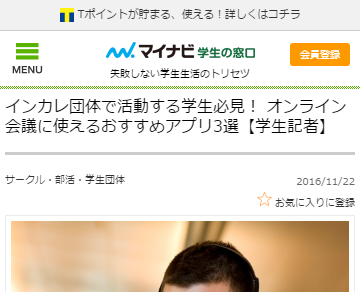 Tポイントが貯まる、使える！詳しくはコチラ
MENU
マイナビ 学生の窓口
失敗しない学生生活のトリセツ
会員登録
インカレ団体で活動する学生必見！ オンライン
会議に使えるおすすめアプリ3選【学生記者】
サークル・部活・学生団体
2016/11/22
お気に入りに登録